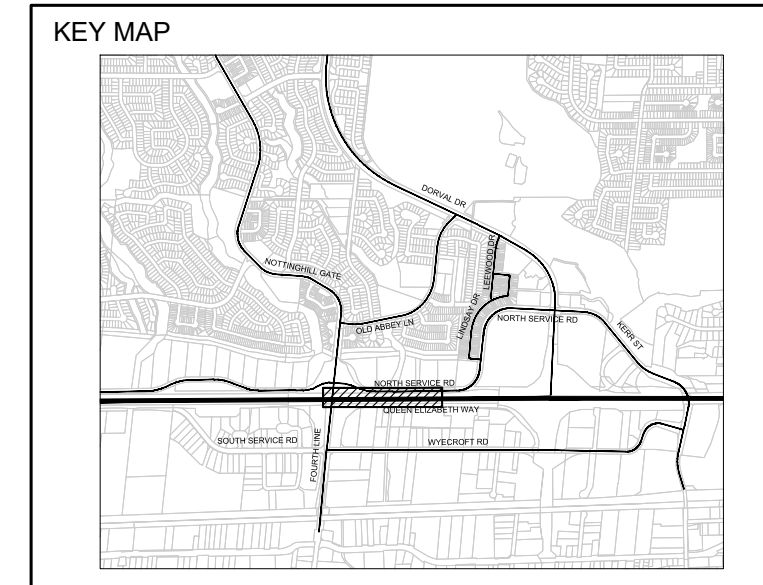 KEY MAP
DORVAL DR
NOTTINGHILL GATE
LEEWOOD DR
OLD ABBEY LN
LINDSAY DR
NORTH SERVICE RD
KERR ST
NORTH SERVICE RD
QUEEN ELIZABETH WAY
SOUTH SERVICE RD
FOURTH LINE
WYECROFT RD